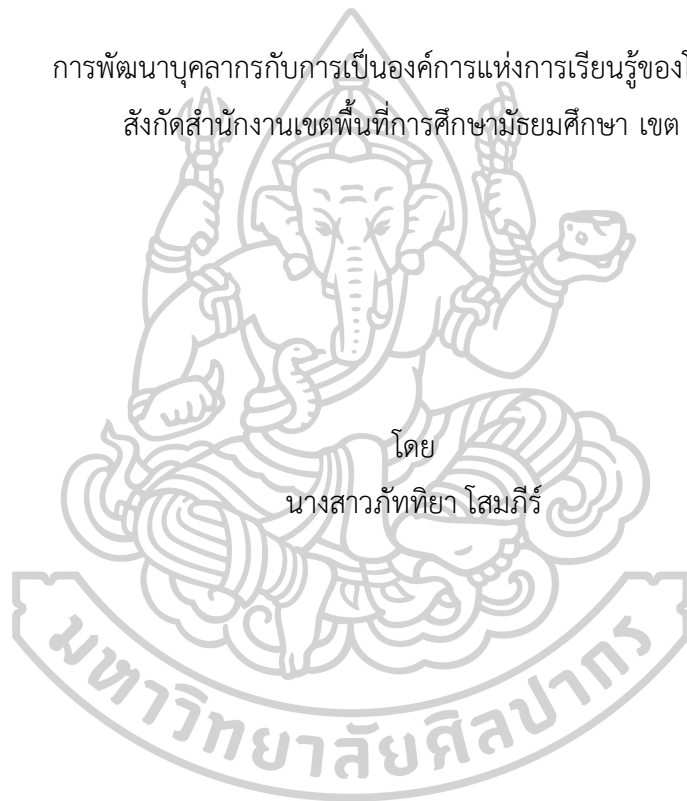 การพัฒนาบุคลากรกับการเป็นองค์การแห่งการเรียนรู้ของ
สังกัดสำนักงานเขตพื้นที่การศึกษามัธยมศึกษา เขต
โดย
นางสาวภัททิยา โสมภีร์
มหาวิทยาลัยศิลปากร